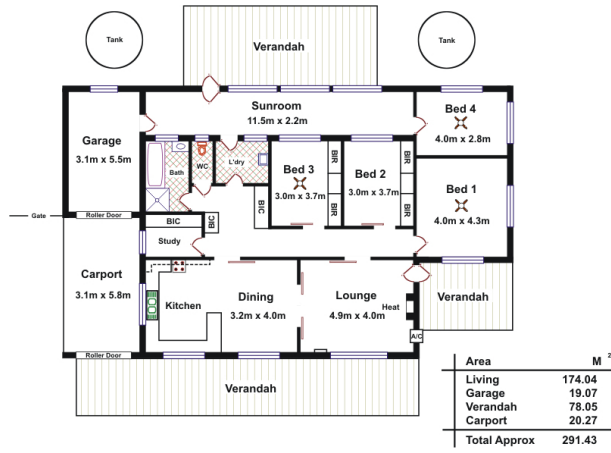 Tank
Verandah
Tank
Sunroom
11.5m x 2.2m
Bed 4
4.0m x 2.8m
Garage
3.1m x 5.5m
Bath
WC
L'dry
Bed 3
3.0m x 3.7m
BIR
BIR
Bed 2
3.0m x 3.7m
BIR
BIR
Bed 1
4.0m x 4.3m
Gate
Roller Door
BIC
BIC
BIC
Study
Carport
3.1m x 5.8m
Kitchen
Dining
3.2m x 4.0m
Lounge
4.9m x 4.0m
Heat
Verandah
A/C
Roller Door
Verandah
Area M 2
Living 174.04
Garage 19.07
Verandah 78.05
Carport 20.27
Total Approx 291.43